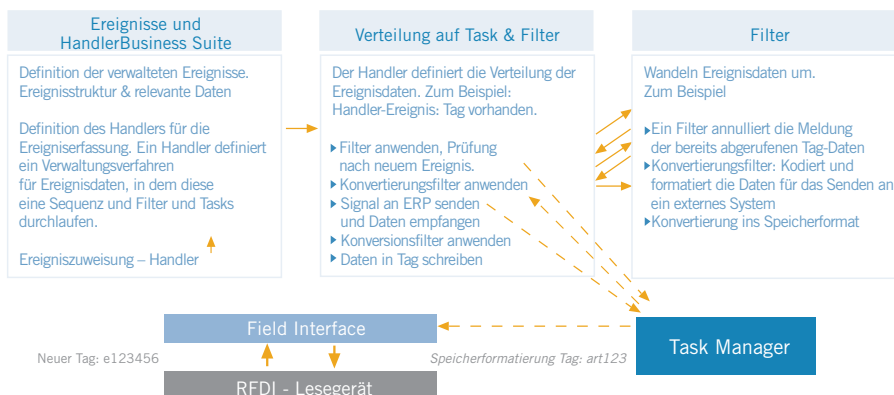 Ereignisse und
HandlerBusiness Suite
Definition der verwalteten Ereignisse.
Ereignisstruktur & relevante Daten
Definition des Handlers für die
Ereigniserfassung. Ein Handler definiert
ein Verwaltungsverfahren
für Ereignisdaten, in dem diese
eine Sequenz und Filter und Tasks
durchlaufen.
Ereigniszuweisung – Handler
Verteilung auf Task & Filter
Der Handler definiert die Verteilung der
Ereignisdaten. Zum Beispiel:
Handler-Ereignis: Tag vorhanden.
Filter anwenden, Prüfung
nach neuem Ereignis.
Konvertierungsfilter anwenden
Signal an ERP senden
und Daten empfangen
Konversionsfilter anwenden
Daten in Tag schreiben
Filter
Wandeln Ereignisdaten um.
Zum Beispiel
Ein Filter annulliert die Meldung
der bereits abgerufenen Tag-Daten
Konvertierungsfilter: Kodiert und
formatiert die Daten für das Senden an
ein externes System
Konvertierung ins Speicherformat
Field Interface
Task Manager
Neuer Tag: e123456
Speicherformatierung Tag: art123
RFDI - Lesegerät